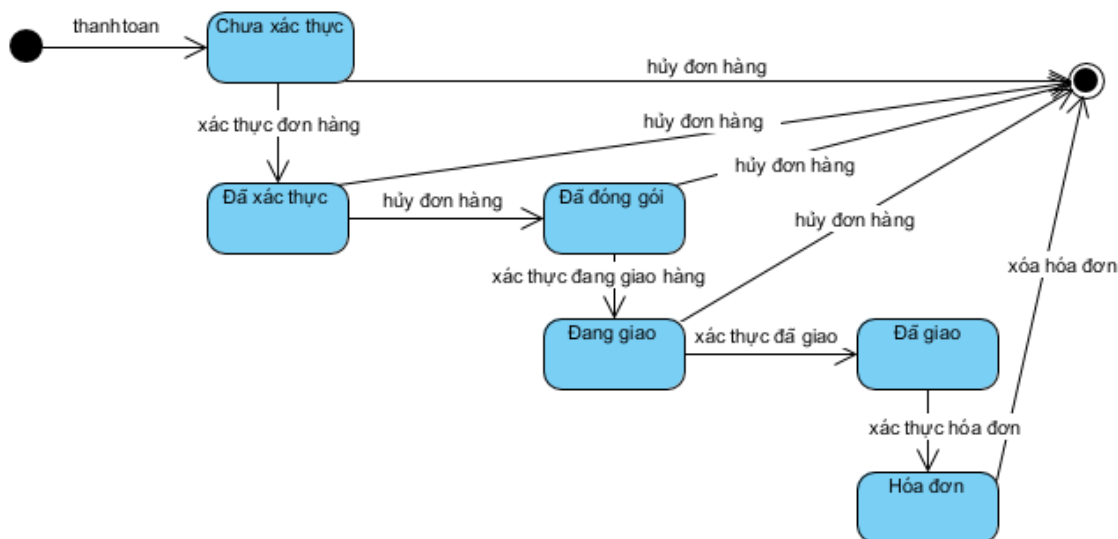 thanhtoan
Chưa xác thực
hủy đơn hàng
xác thực đơn hàng
hủy đơn hàng
hủy đơn hàng
Đã xác thực
hủy đơn hàng
Đã đóng gói
hủy đơn hàng
xác thực đang giao hàng
xóa hóa đơn
Đang giao
xác thực đã giao
Đã giao
xác thực hóa đơn
Hóa đơn